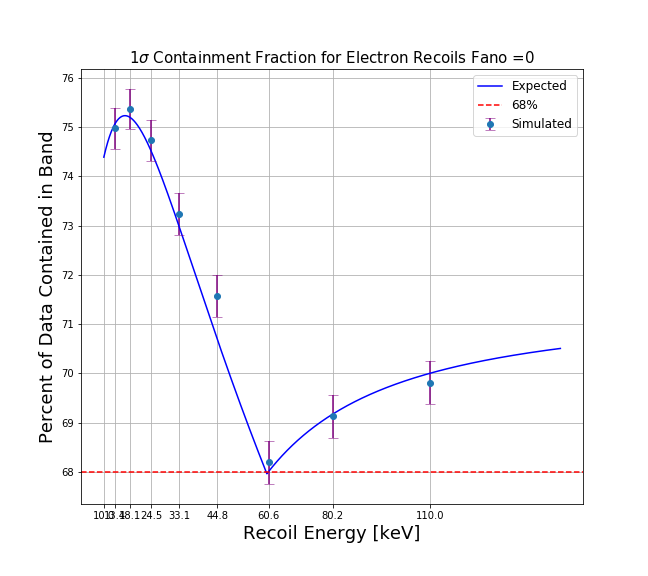 1σ Containment Fraction for Electron Recoils Fano =0
Expected
68%
Simulated
Percent of Data Contained in Band
76
75
74
73
72
71
70
69
68
24.5 33.1 44.8 60.6 80.2 110.0
Recoil Energy [keV]